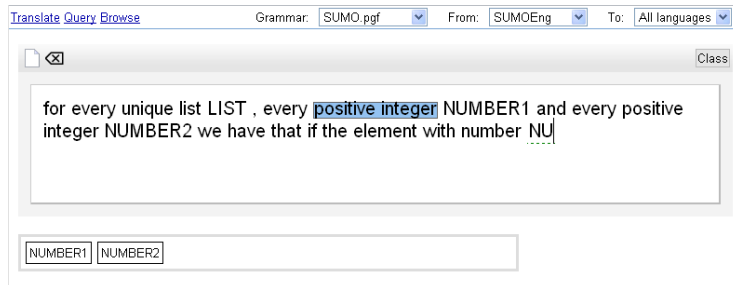 Translate Query Browse Grammar: SUMO.pgf From: SUMOEng To: All languages
Class
for every unique list LIST , every positive integer NUMBER1 and every positive
integer NUMBER2 we have that if the element with number NU
NUMBER1 NUMBER2